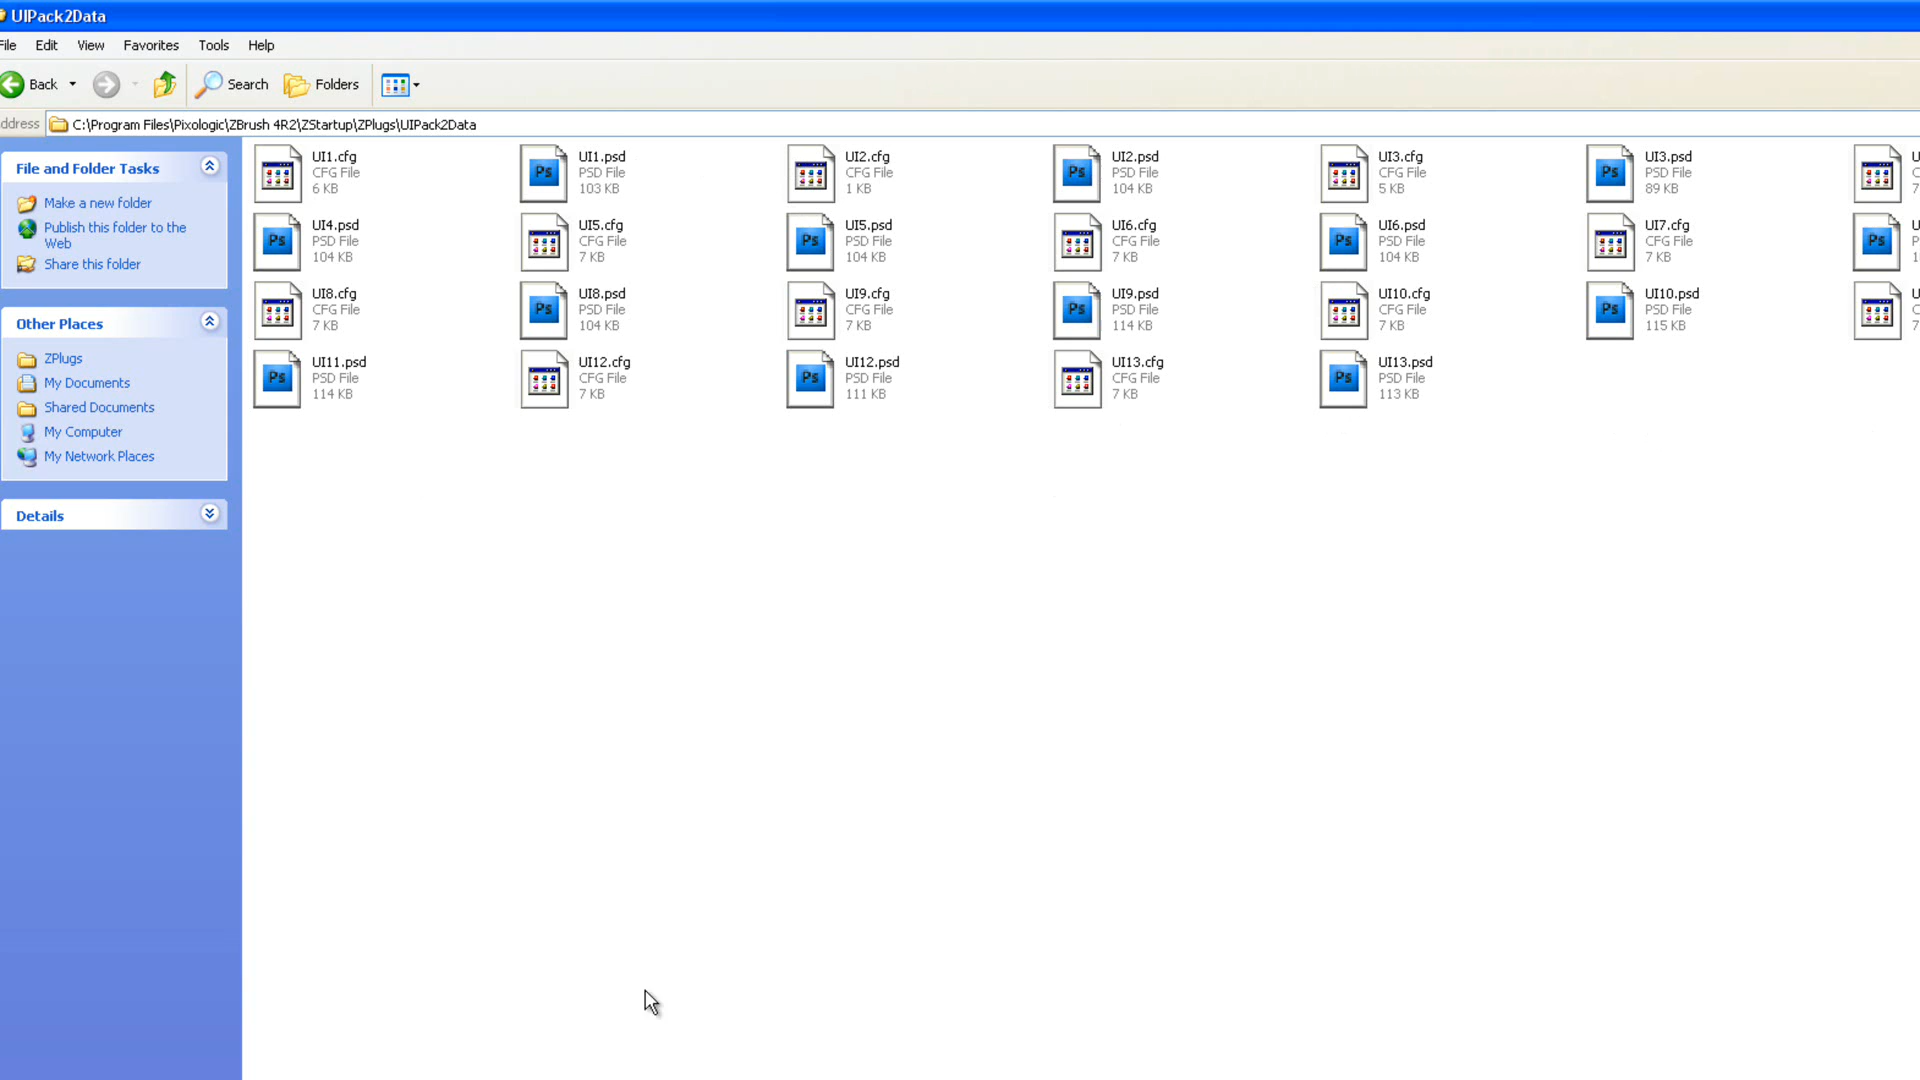 UIPack2Data
File Edit View Favorites Tools Help
Back Search Folders
C:\Program Files\Pixologic\ZBrush 4R2\ZStartup\ZPlugs\UIPack2Data
File and Folder Tasks
Make a new folder
Publish this folder to the
Web
Share this folder
Other Places
ZPlugs
My Documents
Shared Documents
My Computer
My Network Places
Details
UI1.cfg UI1.psd UI2.cfg UI2.psd UI3.cfg UI3.psd
CFG File PSD File CFG File PSD File CFG File PSD File
6 KB 103 KB 1 KB 104 KB 5 KB 89 KB
UI4.psd UI5.cfg UI5.psd UI6.cfg UI6.psd UI7.cfg
PSD File CFG File PSD File CFG File PSD File CFG File
104 KB 7 KB 104 KB 7 KB 104 KB 7 KB
UI8.cfg UI8.psd UI9.cfg UI9.psd UI10.cfg UI10.psd
CFG File PSD File CFG File PSD File CFG File PSD File
7 KB 104 KB 7 KB 114 KB 7 KB 115 KB
UI11.psd UI12.cfg UI12.psd UI13.cfg UI13.psd
PSD File CFG File PSD File CFG File PSD File
114 KB 7 KB 111 KB 7 KB 113 KB